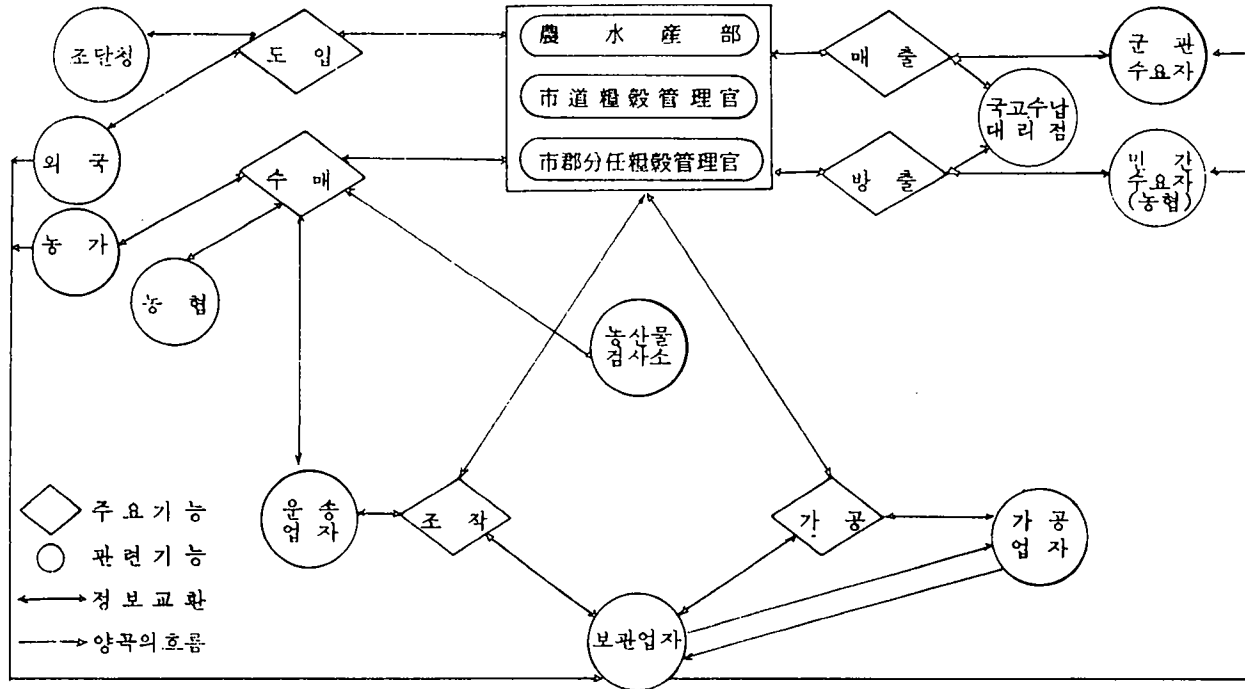 조단청
도 입
農 水 産 部
매 출
군 관
수요자
市 道 糧 穀 管 理 官
국고수납
대 리 점
외 국
수 매
市郡分任糧穀管理官
방 출
민 간
수요자
(농협)
농 가
농 협
농산물
검사소
운 송
업 자
조 작
가 공
가 공
업 자
보관업자
주 요 기 능
관 련 기 능
정 보 교 환
양곡의 흐름